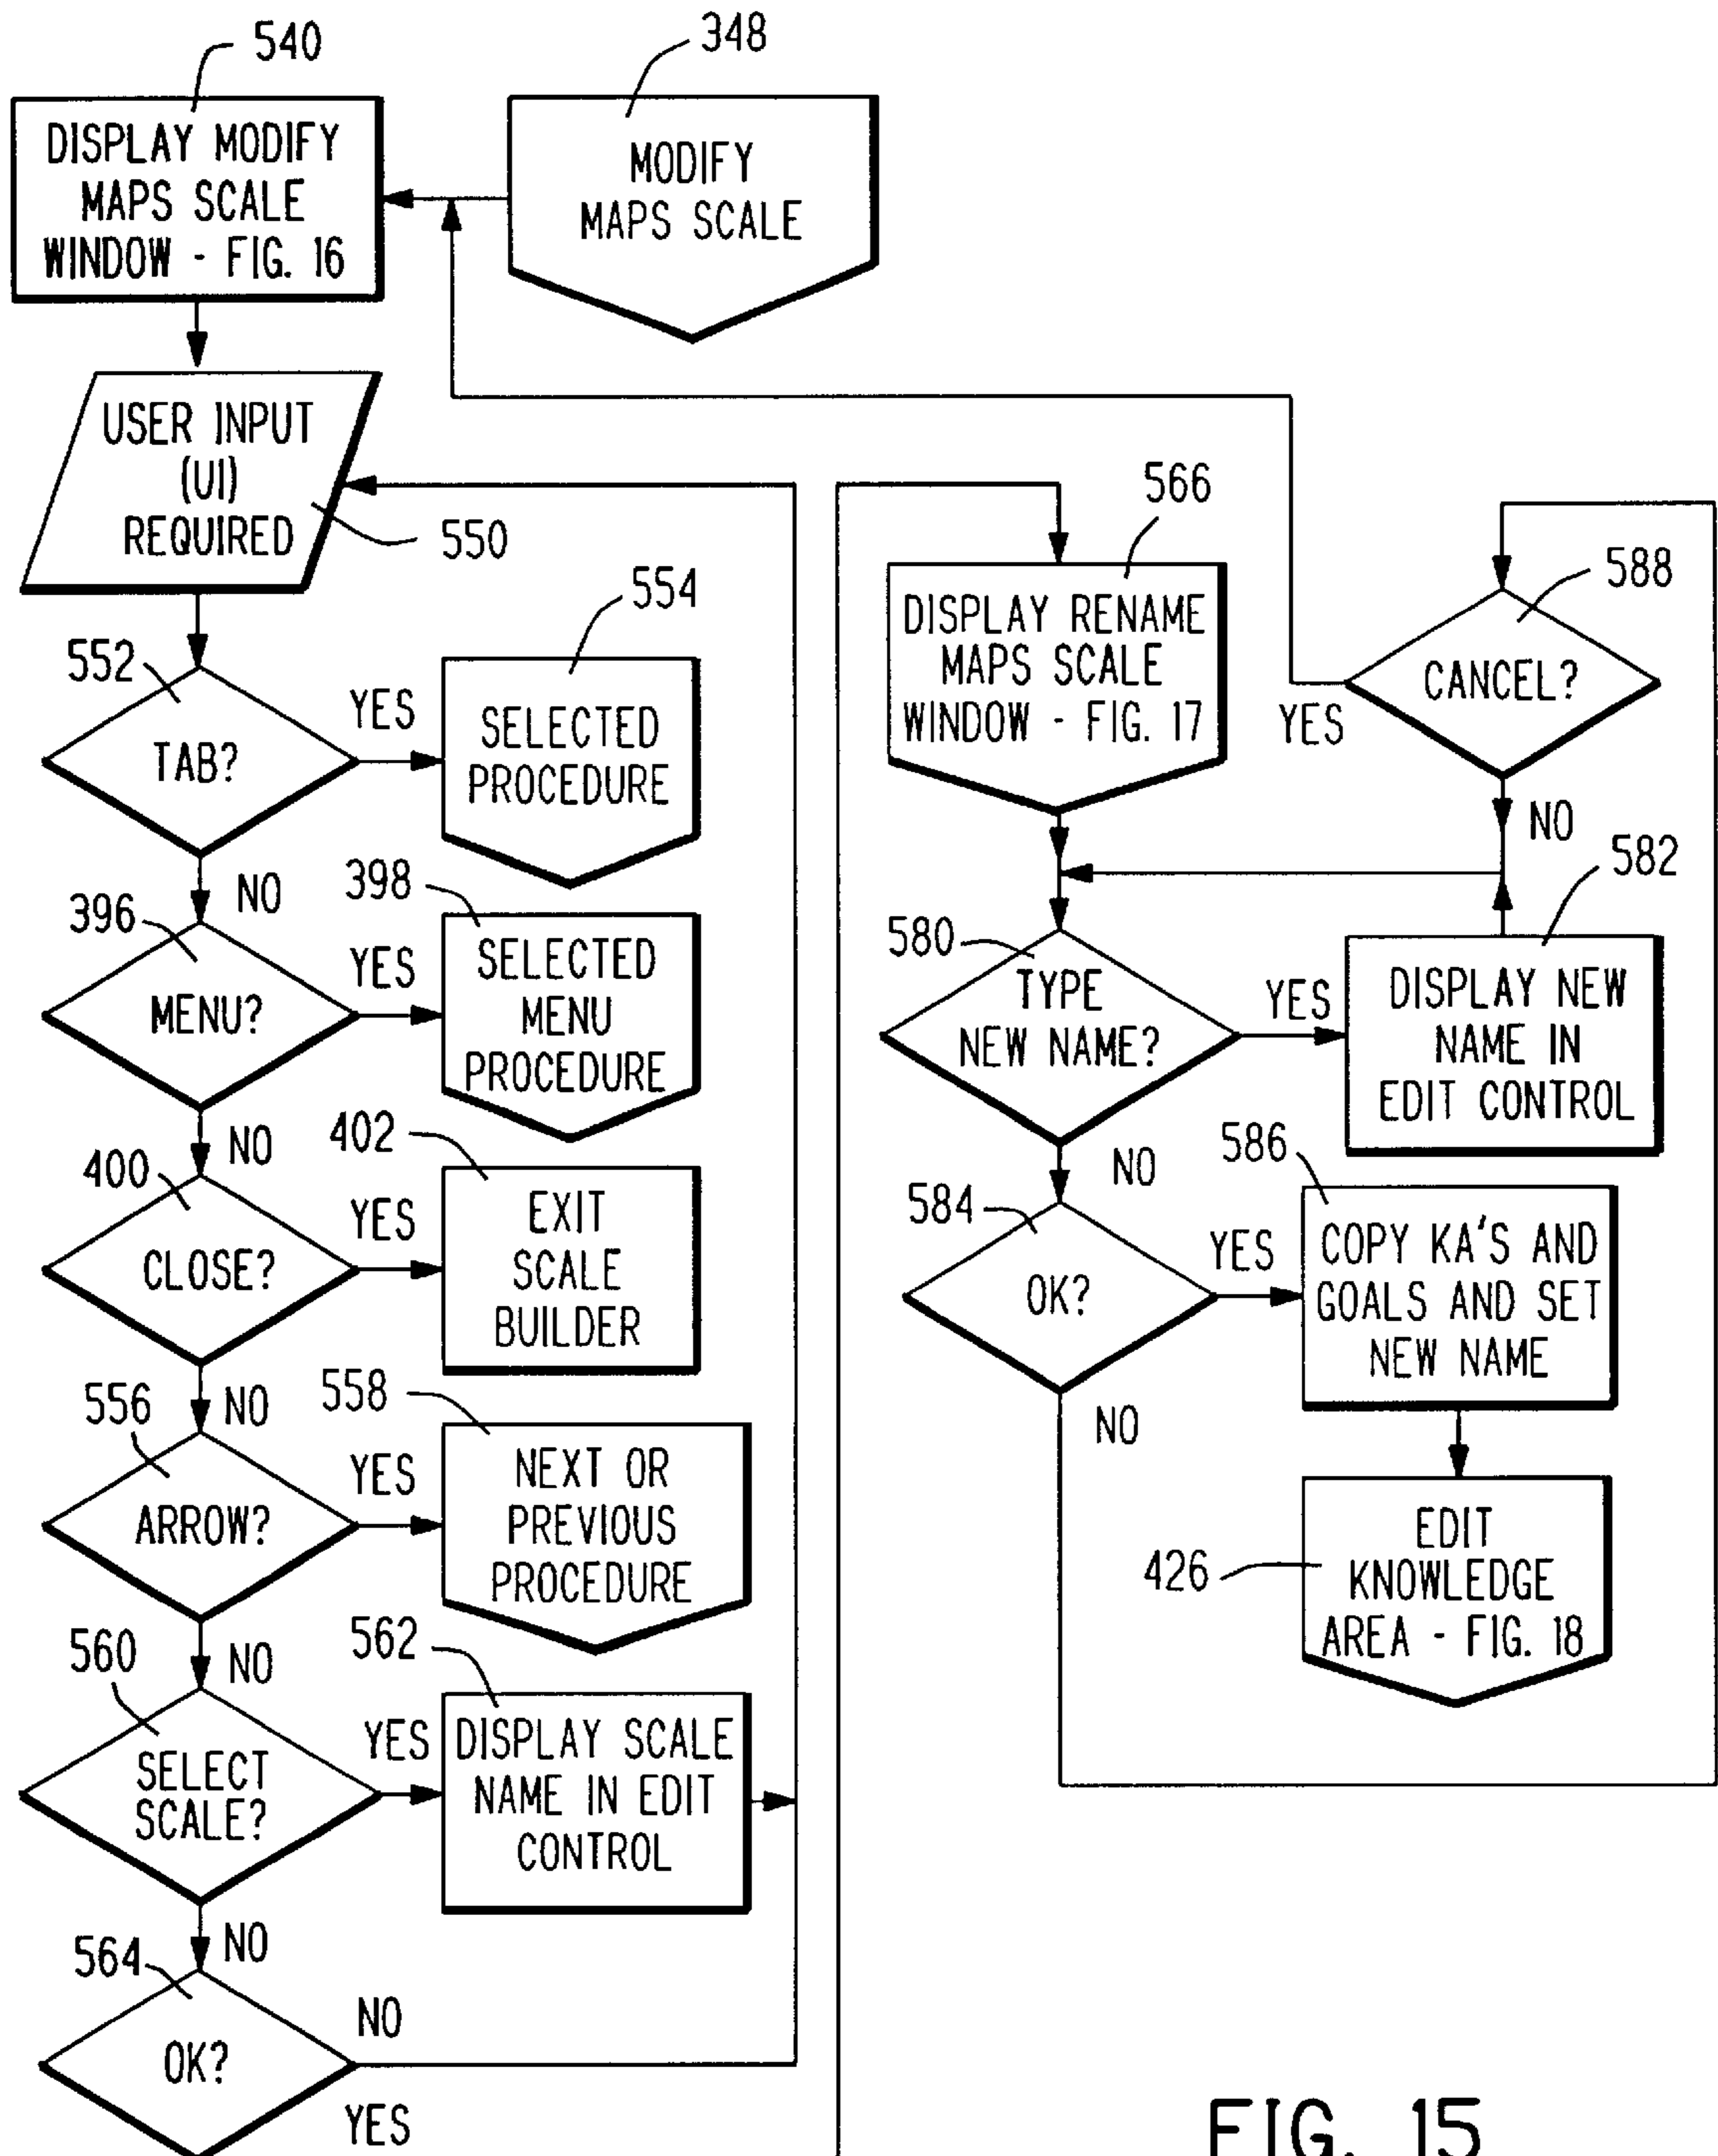 540
DISPLAY MODIFY
MAPS SCALE
WINDOW - FIG. 16
348
MODIFY
MAPS SCALE
USER INPUT
(UI)
REQUIRED
550
552
TAB?
YES
554
SELECTED
PROCEDURE
NO
396
MENU?
YES
398
SELECTED
MENU
PROCEDURE
NO
400
CLOSE?
YES
402
EXIT
SCALE
BUILDER
NO
556
ARROW?
YES
558
NEXT OR
PREVIOUS
PROCEDURE
NO
560
SELECT
SCALE?
YES
562
DISPLAY SCALE
NAME IN EDIT
CONTROL
NO
564
OK?
NO
YES
566
DISPLAY RENAME
MAPS SCALE
WINDOW - FIG. 17
588
CANCEL?
YES
NO
580
TYPE
NEW NAME?
YES
582
DISPLAY NEW
NAME IN
EDIT CONTROL
NO
584
OK?
YES
586
COPY KA'S AND
GOALS AND SET
NEW NAME
NO
426
EDIT
KNOWLEDGE
AREA - FIG. 18
FIG. 15